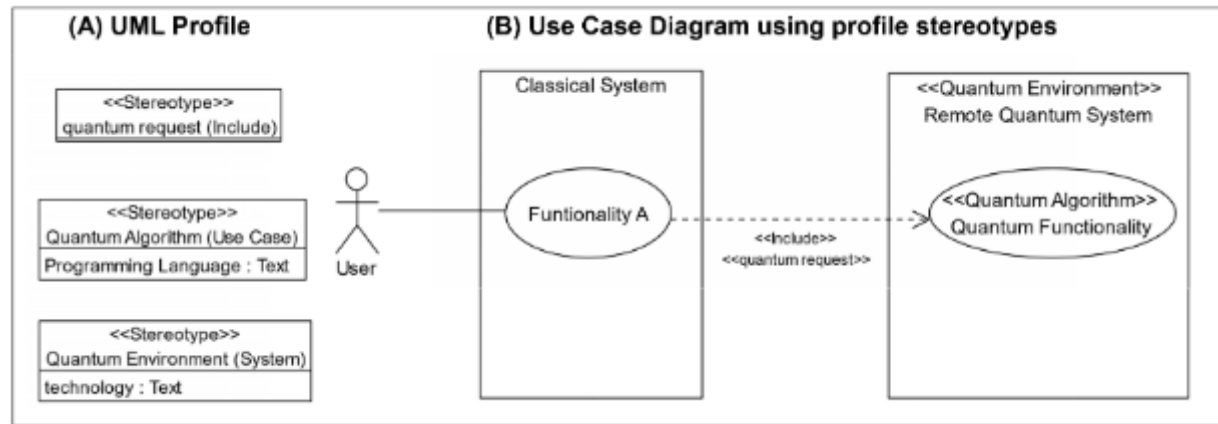 (A) UML Profile
(B) Use Case Diagram using profile stereotypes
<<Stereotype>>
quantum request (Include)
<<Stereotype>>
Quantum Algorithm (Use Case)
Programming Language : Text
<<Stereotype>>
Quantum Environment (System)
technology : Text
User
Classical System
Funtionality A
<<Include>>
<<quantum request>>
<<Quantum Environment>>
Remote Quantum System
<<Quantum Algorithm>>
Quantum Functionality